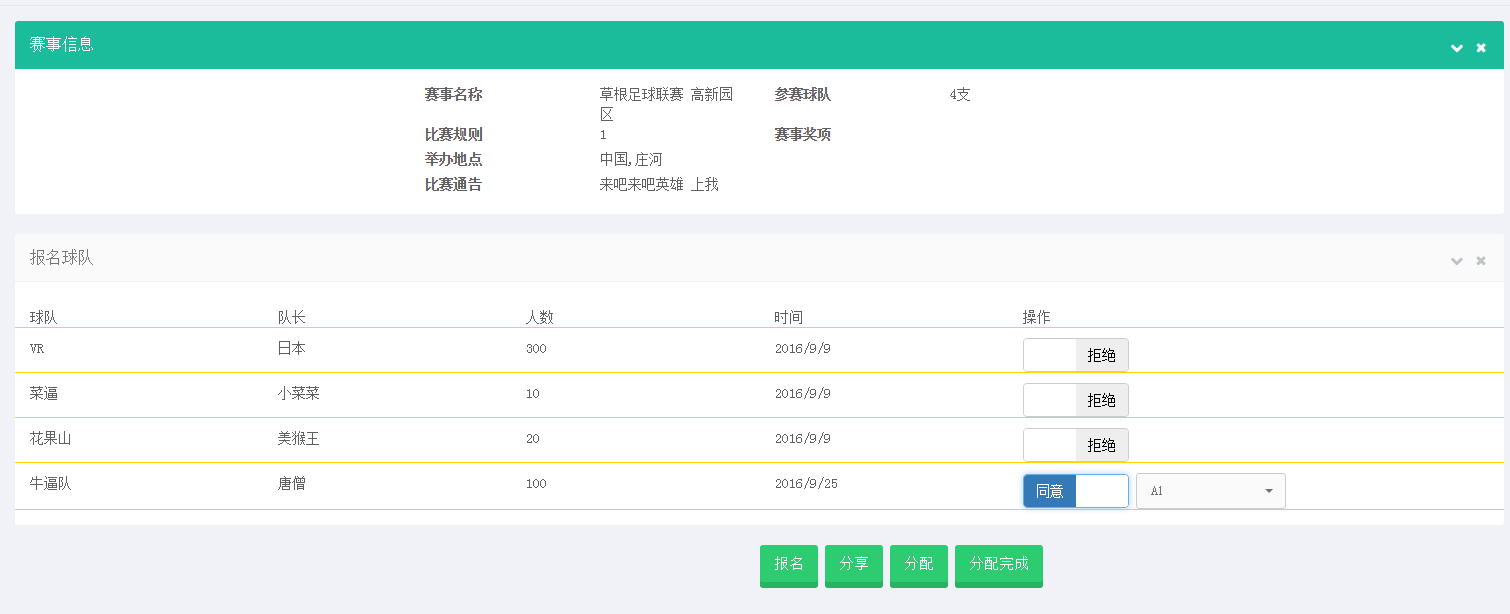 赛事信息
赛事名称 草根足球联赛 高新园 参赛球队 4支
区
比赛规则 1 赛事奖项
举办地点 中国,庄河
比赛通告 来吧来吧英雄 上我
报名球队
球队 队长 人数 时间 操作
VR 日本 300 2016/9/9 拒绝
菜逼 小菜菜 10 2016/9/9 拒绝
花果山 美猴王 20 2016/9/9 拒绝
牛逼队 唐僧 100 2016/9/25 同意 A1
报名 分享 分配 分配完成